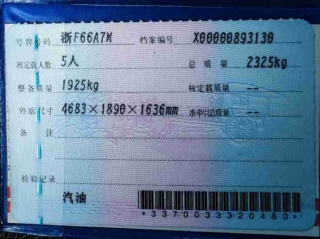 号牌号码 浙F66A7M 档案编号 X00000893130
核定载人数 5人 总质量 2325kg
整备质量 1925kg 核定载质量 --
外廓尺寸 4683×1890×1636mm 准牵引总质量 --
备注
检验记录
汽油
*3370033320480*